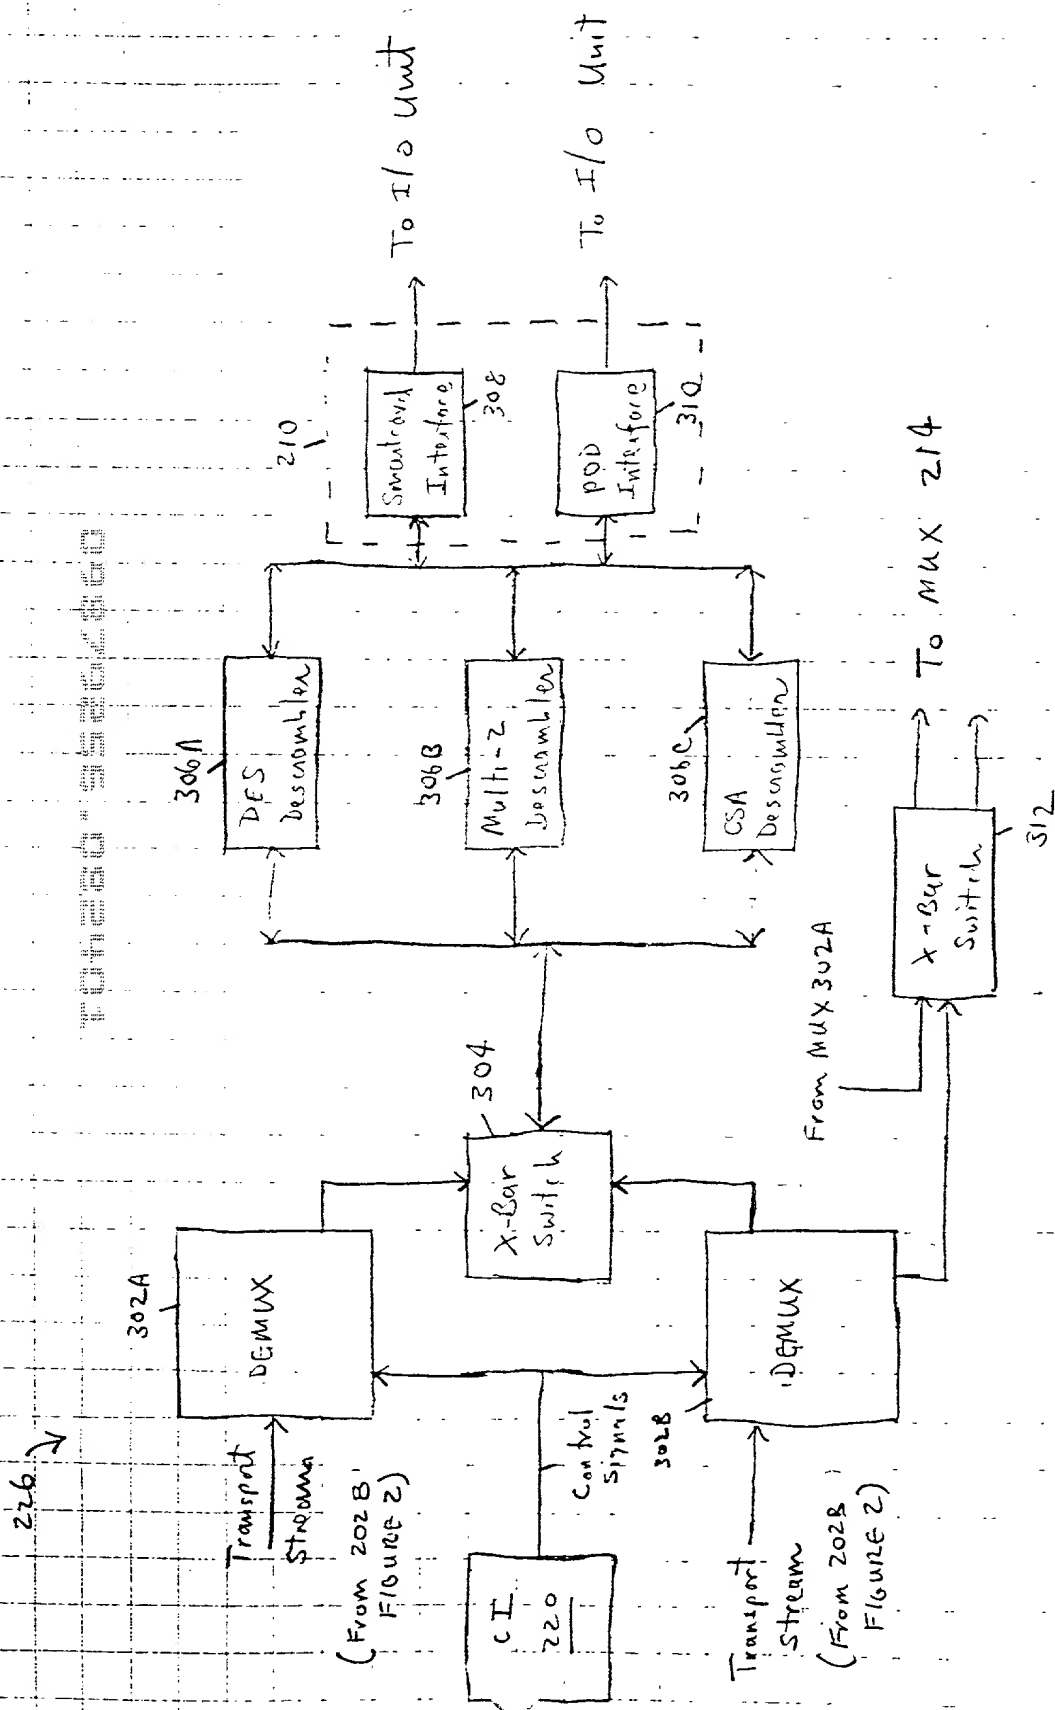 226
302A
DEMUX
Transport
Stream
(From 202B
FIGURE 2)
CI
220
Control
Signals
302B
DEMUX
Transport
Stream
(From 202B
FIGURE 2)
304
X-Bar
Switch
306A
DES
Descrambler
306B
Multi-2
Descrambler
306C
CSA
Descrambler
210
Smartcard
Interface
308
POD
Interface
310
To I/O Unit
To I/O Unit
From MUX 302A
X-Bar
Switch
312
To MUX 214